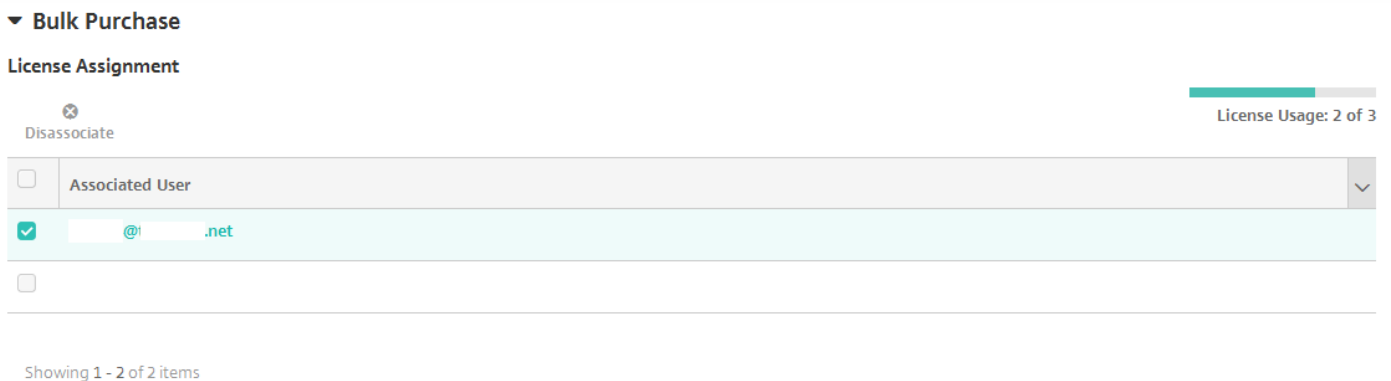 Bulk Purchase
License Assignment
Disassociate
License Usage: 2 of 3
Associated User
@t .net
Showing 1 - 2 of 2 items